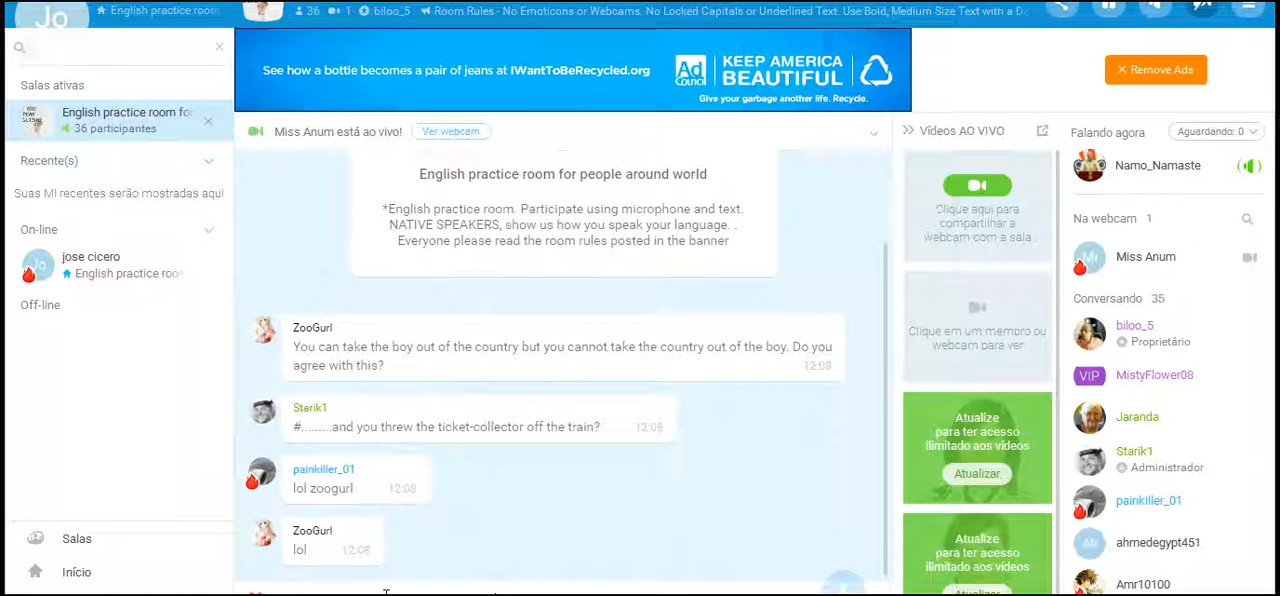 Jo
English practice room
36
1
biloo_5
Room Rules - No Emoticons or Webcams. No Locked Capitals or Underlined Text. Use Bold, Medium Size Text with a D
Salas ativas
English practice room for
36 participantes
Recente(s)
Suas MI recentes serão mostradas aqui
On-line
Jo
jose cicero
English practice roo
Off-line
Salas
Início
See how a bottle becomes a pair of jeans at IWantToBeRecycled.org
Ad
Council
KEEP AMERICA
BEAUTIFUL
Give your garbage another life. Recycle.
Remove Ads
Miss Anum está ao vivo!
Ver webcam
English practice room for people around world
*English practice room. Participate using microphone and text.
NATIVE SPEAKERS, show us how you speak your language. .
Everyone please read the room rules posted in the banner
ZooGurl
You can take the boy out of the country but you cannot take the country out of the boy. Do you
agree with this?
12:08
Starik1
#........and you threw the ticket-collector off the train?
12:08
painkiller_01
lol zoogurl
12:08
ZooGurl
lol
12:08
Vídeos AO VIVO
Clique aqui para
compartilhar a
webcam com a sala.
Clique em um membro ou
webcam para ver
Atualize
para ter acesso
ilimitado aos vídeos
Atualizar
Atualize
para ter acesso
ilimitado aos vídeos
Atualizar
Falando agora
Aguardando: 0
Namo_Namaste
Na webcam 1
Mi
Miss Anum
Conversando 35
biloo_5
Proprietário
VIP
MistyFlower08
Jaranda
Starik1
Administrador
painkiller_01
Ah
ahmedegypt451
Amr10100